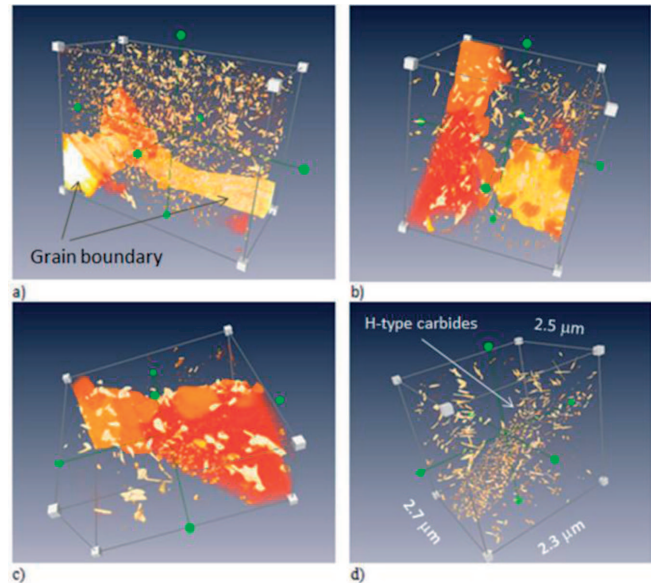 Grain boundary
a)
b)
H-type carbides
2.5 µm
2.7 µm
2.3 µm
c)
d)